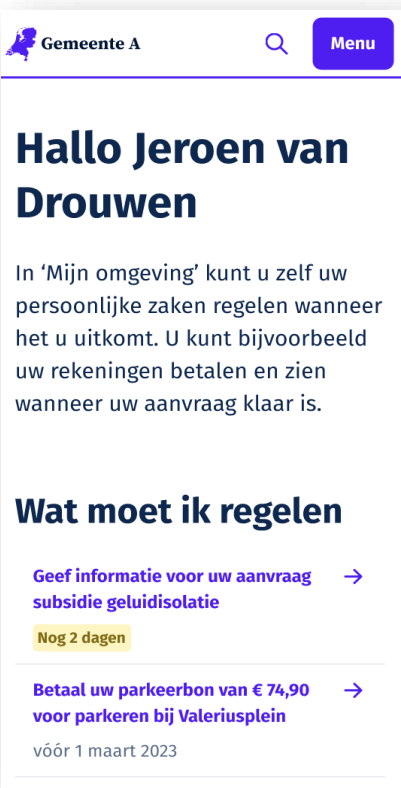 Gemeente A
Menu
Hallo Jeroen van
Drouwen
In ‘Mijn omgeving’ kunt u zelf uw
persoonlijke zaken regelen wanneer
het u uitkomt. U kunt bijvoorbeeld
uw rekeningen betalen en zien
wanneer uw aanvraag klaar is.
Wat moet ik regelen
Geef informatie voor uw aanvraag
subsidie geluidisolatie
Nog 2 dagen
Betaal uw parkeerbon van € 74,90
voor parkeren bij Valeriusplein
vóór 1 maart 2023